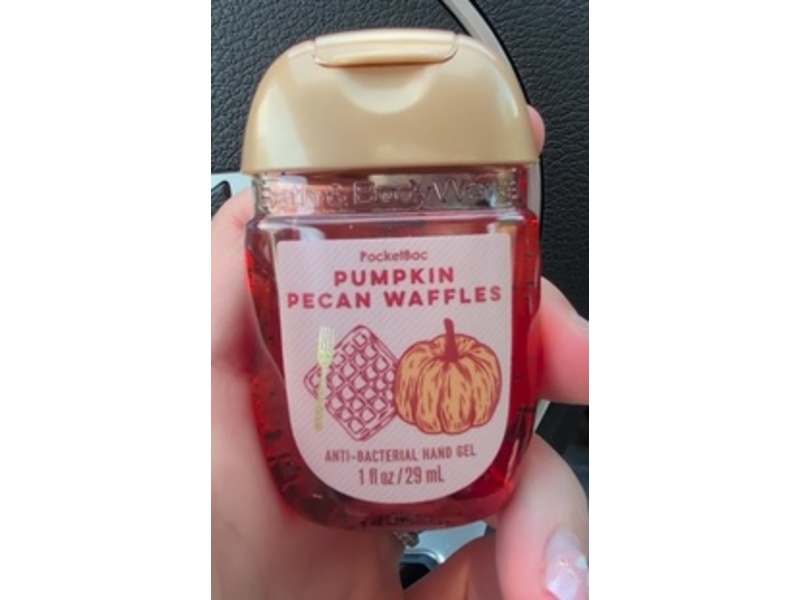 Bath & Body Works
PocketBac
PUMPKIN
PECAN WAFFLES
ANTI-BACTERIAL HAND GEL
1 fl oz / 29 mL